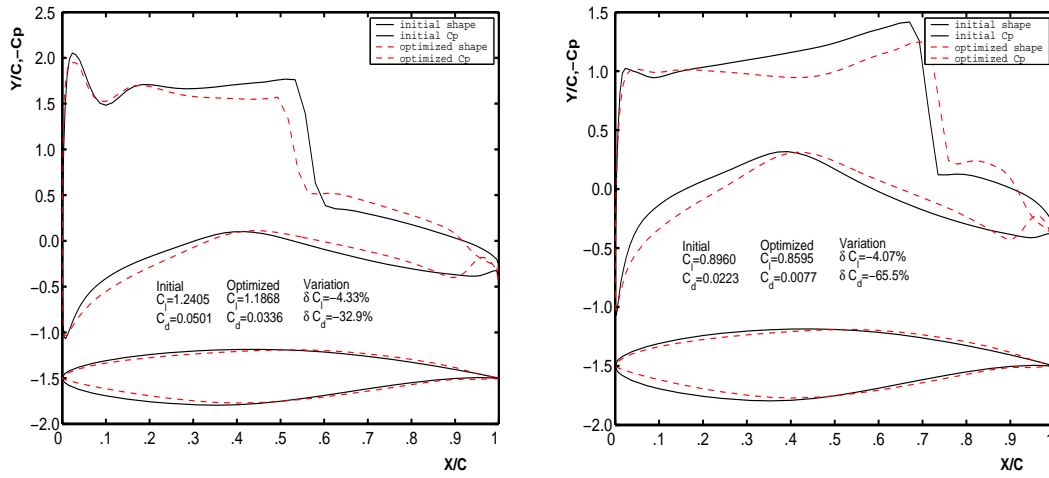 initial shape
initial Cp
optimized shape
optimized Cp
Y/C,−Cp
2.5
2.0
1.5
1.0
0.5
0.0
−0.5
−1.0
−1.5
−2.0
Initial Optimized Variation
Cl=1.2405 Cl=1.1868 δ Cl=−4.33%
Cd=0.0501 Cd=0.0336 δ Cd=−32.9%
0 .1 .2 .3 .4 .5 .6 .7 .8 .9 1
X/C
initial shape
initial Cp
optimized shape
optimized Cp
Y/C,−Cp
1.5
1.0
0.5
0.0
−0.5
−1.0
−1.5
−2.0
Initial Optimized Variation
Cl=0.8960 Cl=0.8595 δ Cl=−4.07%
Cd=0.0223 Cd=0.0077 δ Cd=−65.5%
0 .1 .2 .3 .4 .5 .6 .7 .8 .9 1
X/C